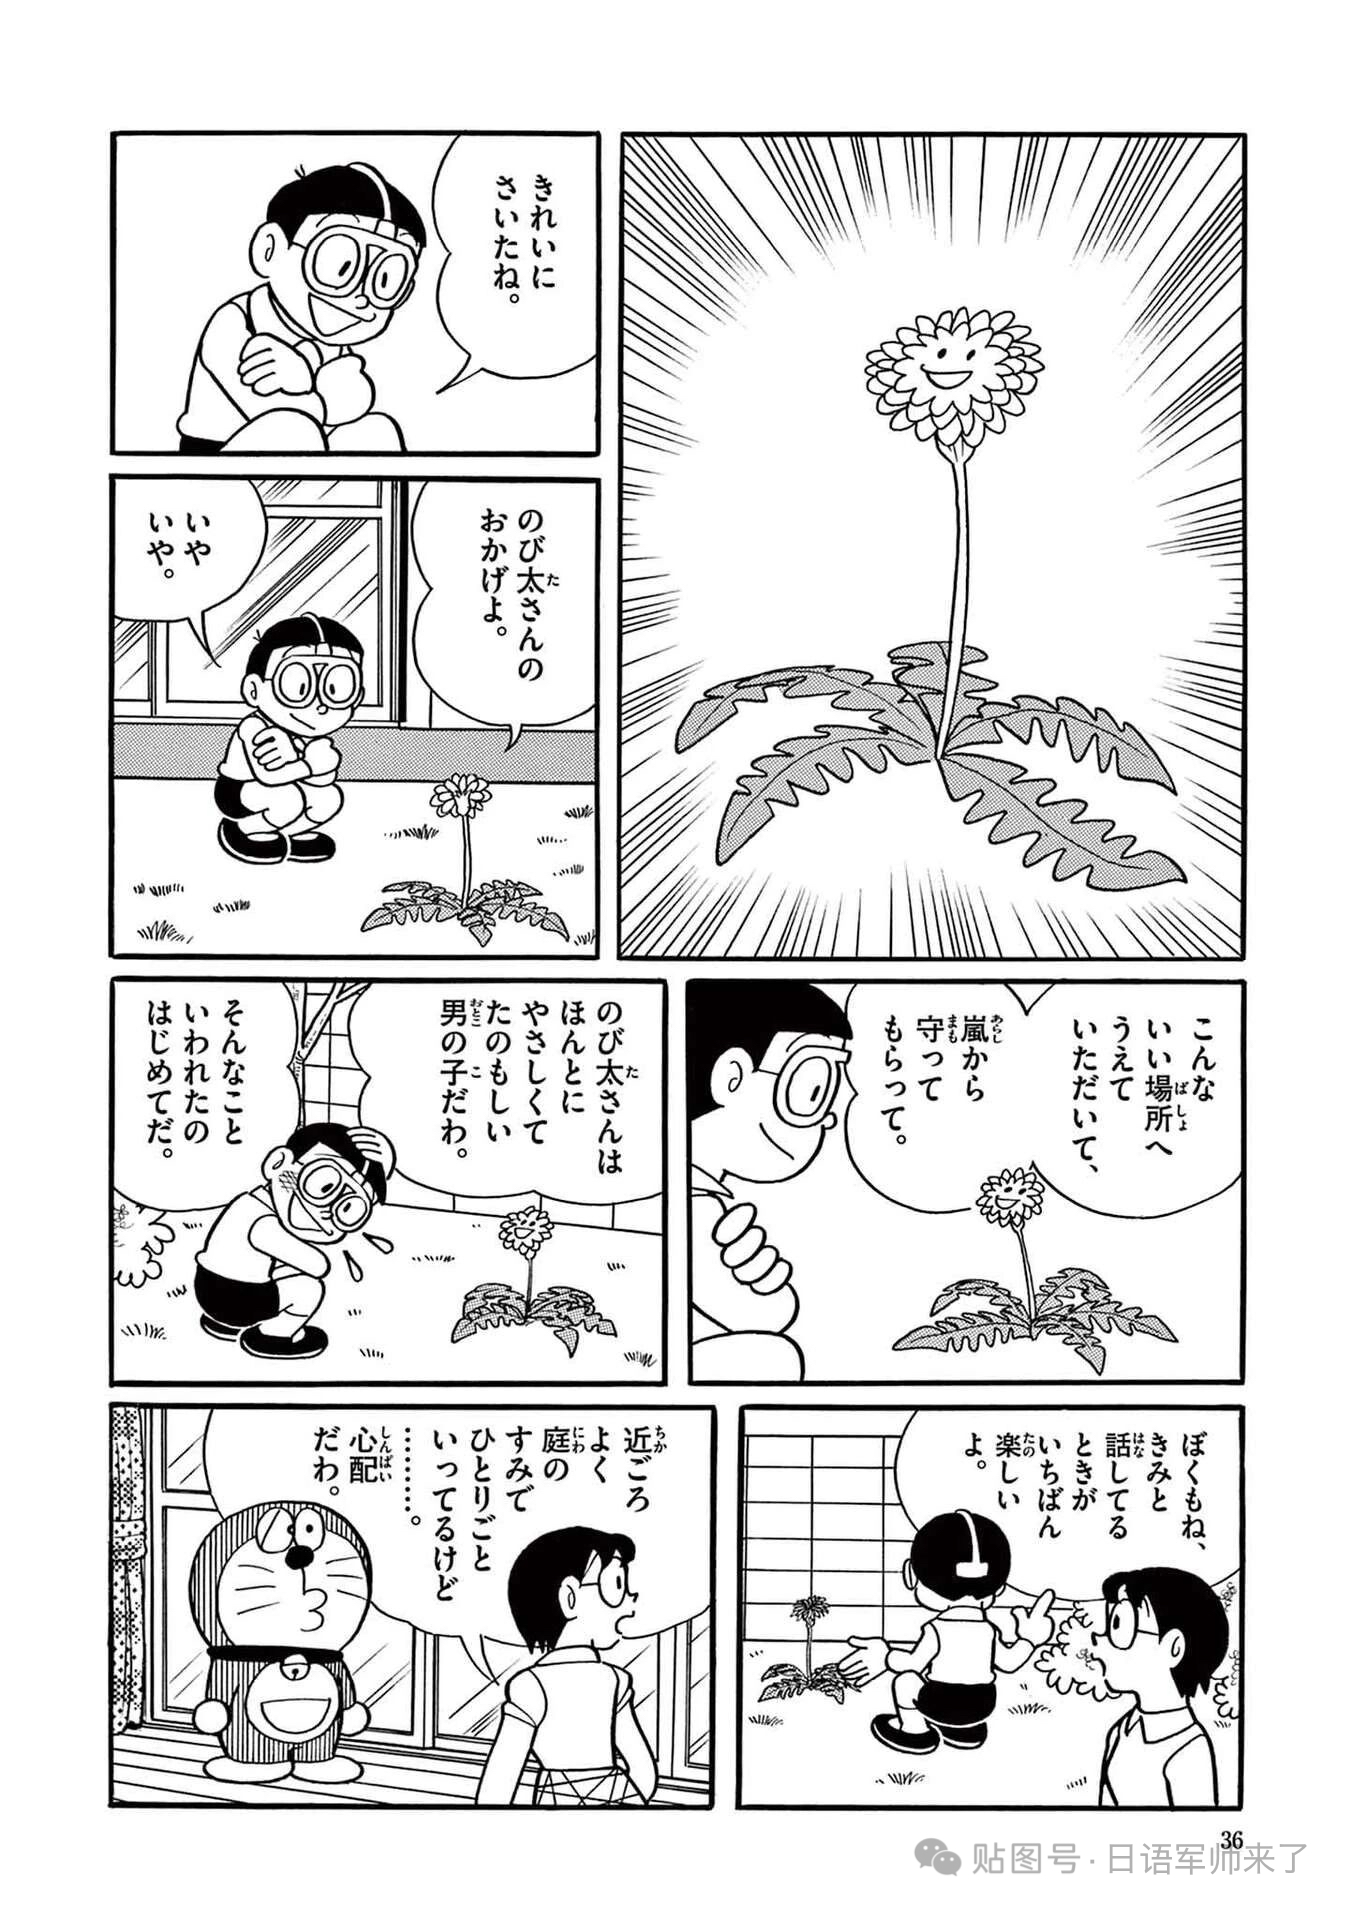 きれいに
さいたね。
のび太さんの
おかげよ。
いや
いや。
こんな
いい場所へ
うえて
いただいて、
嵐から
守って
もらって。
のび太さんは
ほんとに
やさしくて
たのもしい
男の子だわ。
そんなこと
いわれたの
はじめてだ。
ぼくもね、
きみと
話してる
ときが
いちばん
楽しい
よ。
近ごろ
よく
庭の
すみで
ひとりごと
いってるけど
………。
心配
だわ。
36
贴图号·日语军师来了